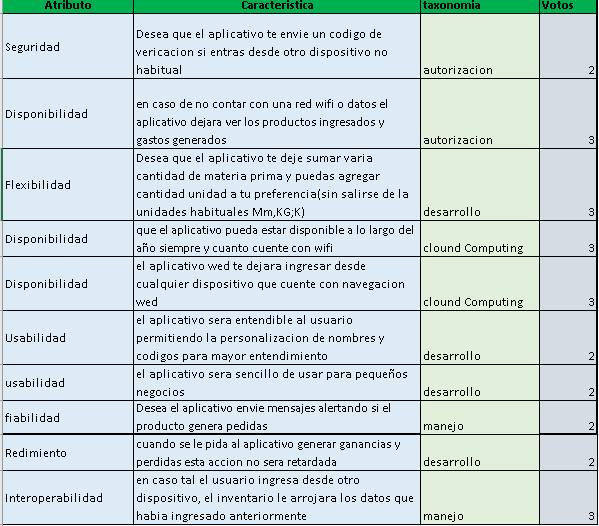 Atributo Caracteristica taxonomia Votos
Seguridad
Desea que el aplicativo te envie un codigo de
vericacion si entras desde otro dispositivo no
habitual
autorizacion 2
Disponibilidad
en caso de no contar con una red wifi o datos el
aplicativo dejara ver los productos ingresados y
gastos generados
autorizacion 3
Flexibilidad
Desea que el aplicativo te deje sumar varia
cantidad de materia prima y puedas agregar
cantidad unidad a tu preferencia(sin salirse de la
unidades habituales Mm,KG;K)
desarrollo 3
Disponibilidad
que el aplicativo pueda estar disponible a lo largo del
año siempre y cuanto cuente con wifi
clound Computing 3
Disponibilidad
el aplicativo wed te dejara ingresar desde
cualquier dispositivo que cuente con navegacion
wed
clound Computing 3
Usabilidad
el aplicativo sera entendible al usuario
permitiendo la personalizacion de nombres y
codigos para mayor entendimiento
desarrollo 2
usabilidad
el aplicativo sera sencillo de usar para pequeños
negocios
desarrollo 2
fiabilidad
Desea el aplicativo envie mensajes alertando si el
producto genera pedidas
manejo 2
Redimiento
cuando se le pida al aplicativo generar ganancias y
perdidas esta accion no sera retardada
desarrollo 2
Interoperabilidad
en caso tal el usuario ingresa desde otro
dispositivo, el inventario le arrojara los datos que
habia ingresado anteriormente
manejo 3